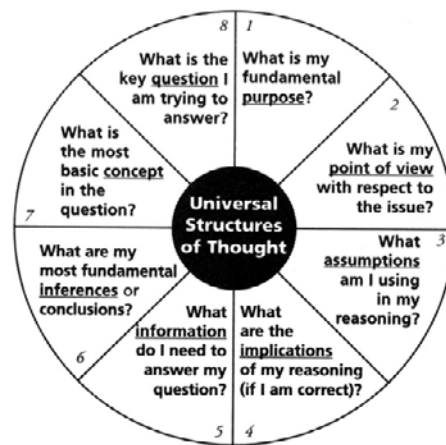 Universal
Structures
of Thought
1
What is my
fundamental
purpose?
2
What is my
point of view
with respect to
the issue?
3
What
assumptions
am I using
in my
reasoning?
4
What
are the
implications
of my reasoning
(if I am correct)?
5
What
information
do I need to
answer my
question?
6
What are my
most fundamental
inferences or
conclusions?
7
What is
the most
basic concept
in the
question?
8
What is the
key question I
am trying to
answer?